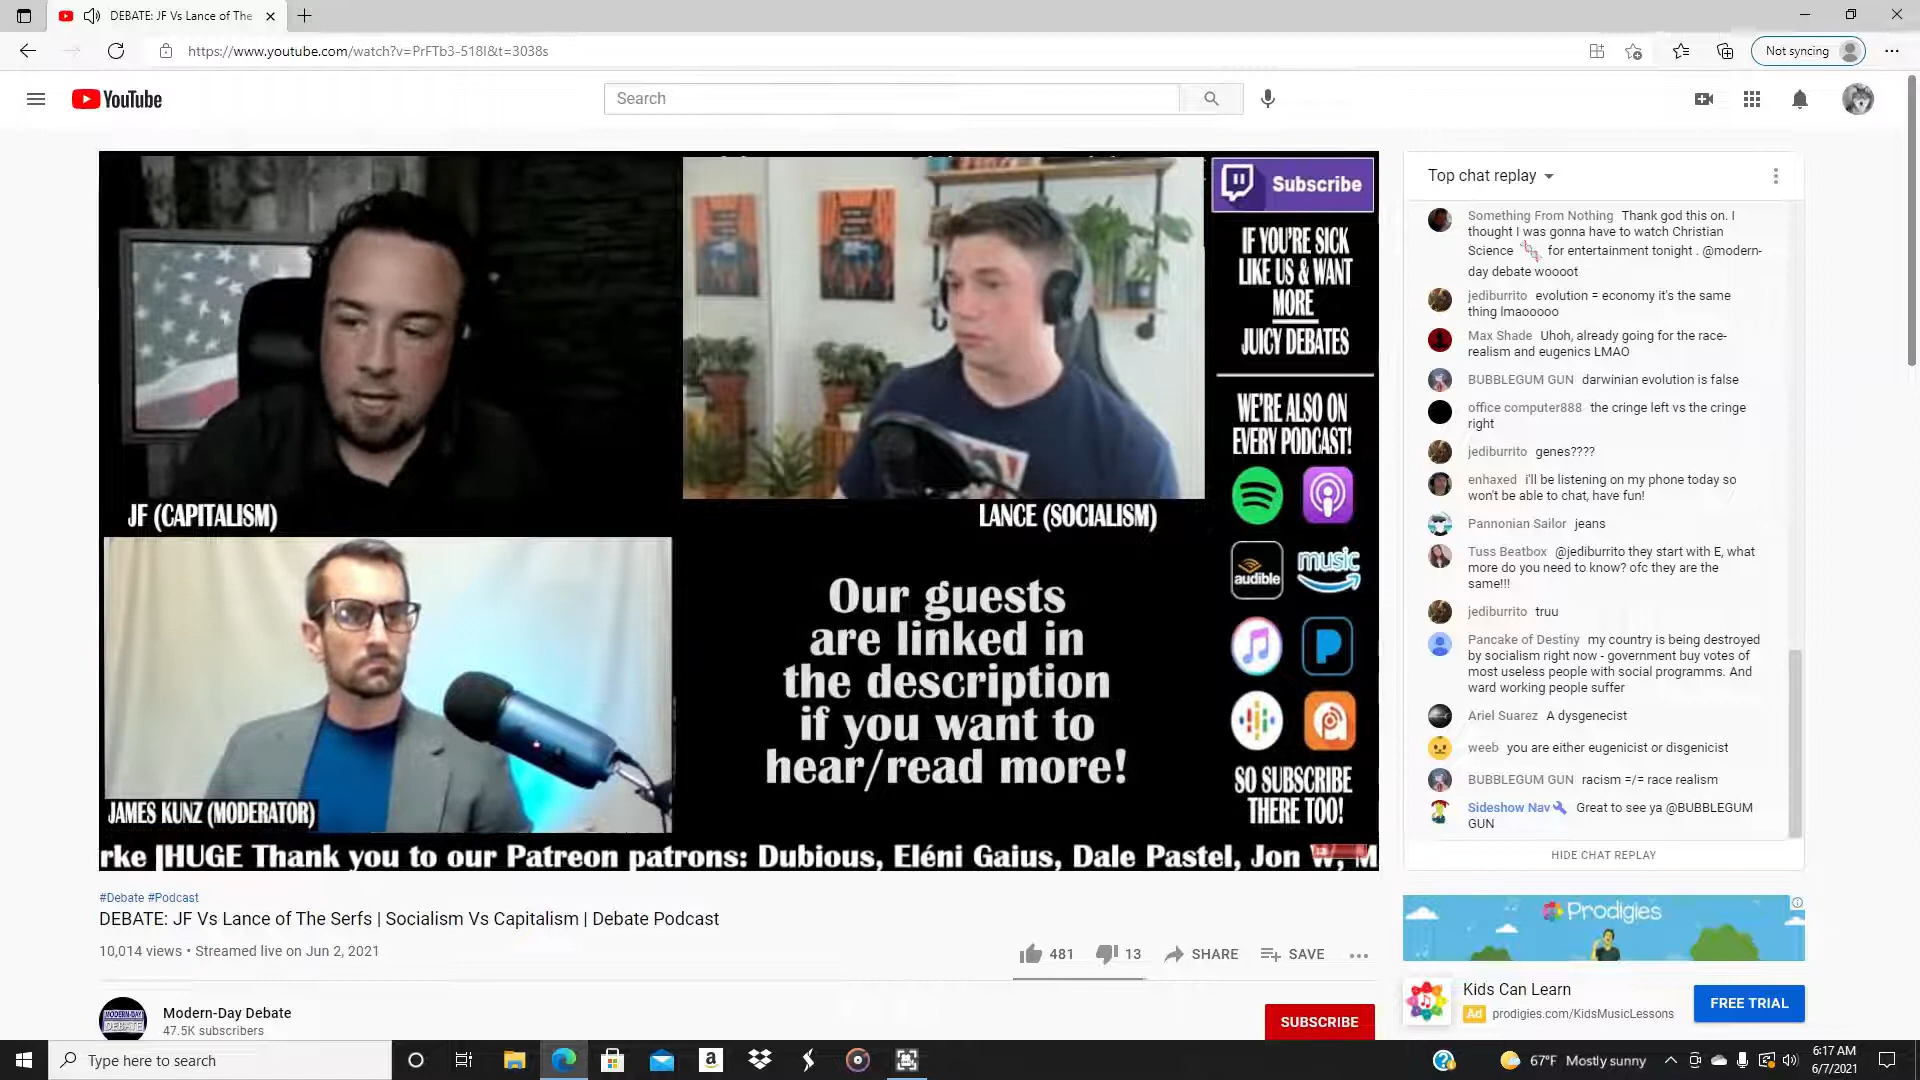 DEBATE: JF Vs Lance of The
https://www.youtube.com/watch?v=PrFTb3-518I&t=3038s
Not syncing
YouTube
Search
Subscribe
IF YOU'RE SICK
LIKE US & WANT
MORE
JUICY DEBATES
WE'RE ALSO ON
EVERY PODCAST!
audible
music
SO SUBSCRIBE
THERE TOO!
JF (CAPITALISM)
LANCE (SOCIALISM)
JAMES KUNZ (MODERATOR)
Our guests
are linked in
the description
if you want to
hear/read more!
rke |HUGE Thank you to our Patreon patrons: Dubious, Eléni Gaius, Dale Pastel, Jon W, M
Top chat replay
Something From Nothing Thank god this on. I
thought I was gonna have to watch Christian
Science for entertainment tonight . @modern-
day debate woooot
jediburrito evolution = economy it's the same
thing lmaooooo
Max Shade Uhoh, already going for the race-
realism and eugenics LMAO
BUBBLEGUM GUN darwinian evolution is false
office computer888 the cringe left vs the cringe
right
jediburrito genes????
enhaxed i'll be listening on my phone today so
won't be able to chat, have fun!
Pannonian Sailor jeans
Tuss Beatbox @jediburrito they start with E, what
more do you need to know? ofc they are the
same!!!
jediburrito truu
Pancake of Destiny my country is being destroyed
by socialism right now - government buy votes of
most useless people with social programms. And
ward working people suffer
Ariel Suarez A dysgenecist
weeb you are either eugenicist or disgenicist
BUBBLEGUM GUN racism =/= race realism
Sideshow Nav Great to see ya @BUBBLEGUM
GUN
HIDE CHAT REPLAY
#Debate #Podcast
DEBATE: JF Vs Lance of The Serfs | Socialism Vs Capitalism | Debate Podcast
10,014 views • Streamed live on Jun 2, 2021
481
13
SHARE
SAVE
MODERN-DAY
DEBATE
Modern-Day Debate
47.5K subscribers
SUBSCRIBE
Prodigies
Kids Can Learn
Ad prodigies.com/KidsMusicLessons
FREE TRIAL
Type here to search
67°F Mostly sunny
6:17 AM
6/7/2021